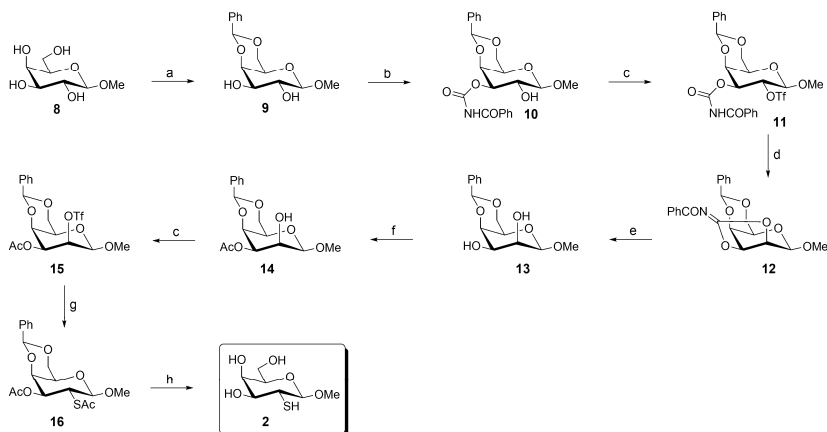 Ph
Ph
Ph
HO
OH
O
O
O
O
O
O
O
O
O
a
b
c
HO
OMe
HO
OMe
O
OMe
O
OMe
OH
OH
O
OH
O
OTf
8
9
NHCOPh
10
NHCOPh
11
d
Ph
Ph
Ph
Ph
O
OTf
O
O
OH
O
O
OH
O
PhCON
O
O
O
O
O
O
O
O
O
AcO
OMe
c
AcO
OMe
f
HO
OMe
e
O
OMe
15
14
13
12
g
Ph
O
O
O
HO
OH
O
AcO
OMe
h
HO
OMe
SAc
SH
16
2